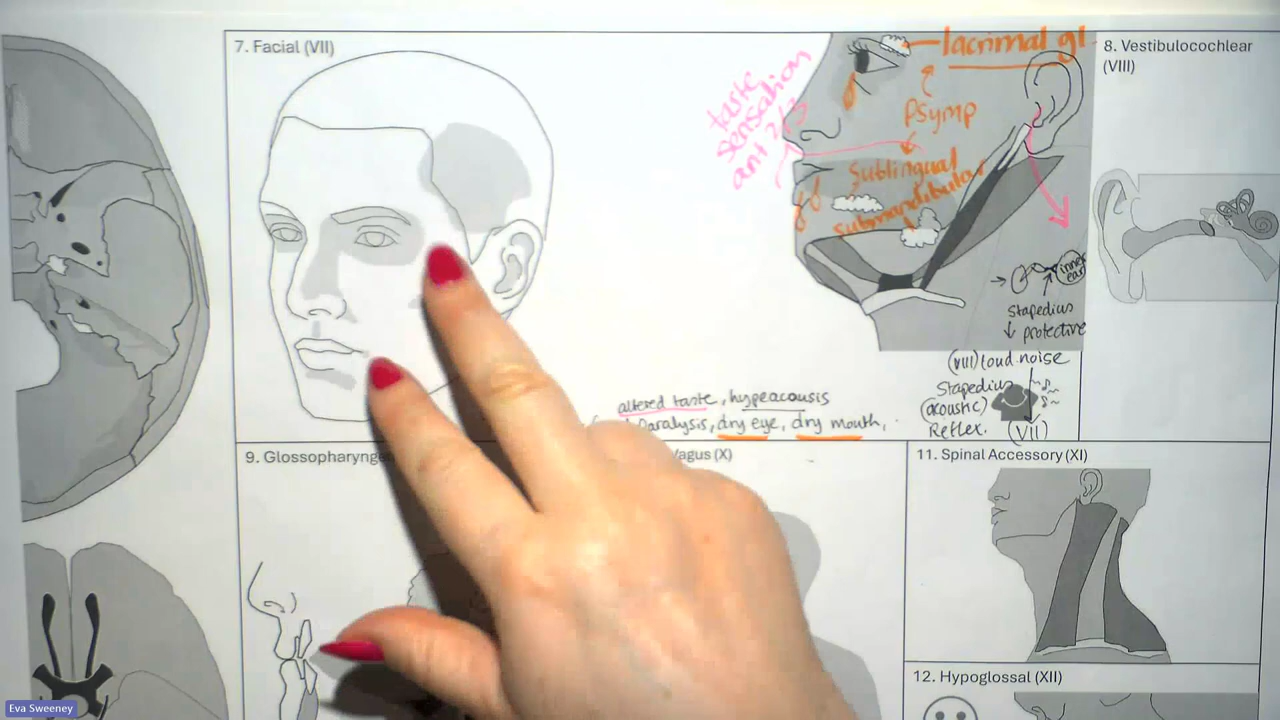 7. Facial (VII)
lacrimal gl
taste
sensation
ant 2/3
Psymp
Sublingual
submandibular
inner
ear
Stapedius
↓ protective
(VIII) loud noise
Stapedius
(acoustic)
Reflex.
(VII)
altered taste, hypeacousis
Paralysis, dry eye, dry mouth,
8. Vestibulocochlear
(VIII)
9. Glossopharynge
Vagus (X)
11. Spinal Accessory (XI)
12. Hypoglossal (XII)
Eva Sweeney